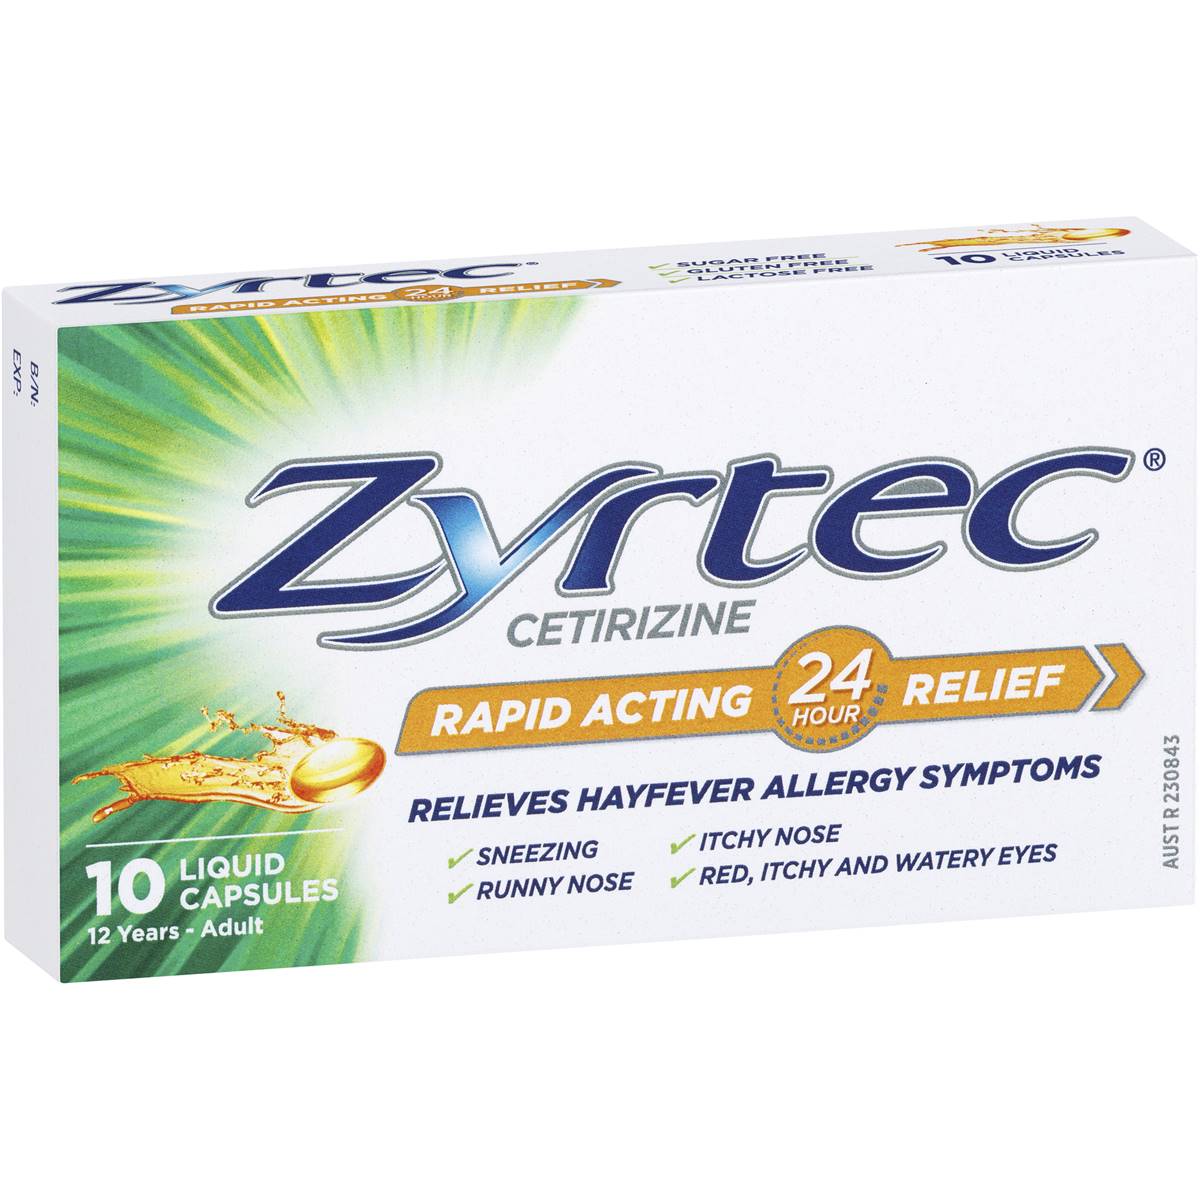 Zyrtec®
RAPID ACTING 24 HOUR RELIEF
SUGAR FREE
GLUTEN FREE
LACTOSE FREE
10 LIQUID CAPSULES
B/N:
EXP:
Zyrtec®
CETIRIZINE
RAPID ACTING 24 HOUR RELIEF
RELIEVES HAYFEVER ALLERGY SYMPTOMS
✓ SNEEZING
✓ ITCHY NOSE
✓ RUNNY NOSE
✓ RED, ITCHY AND WATERY EYES
10 LIQUID CAPSULES
12 Years - Adult
AUST R 230843